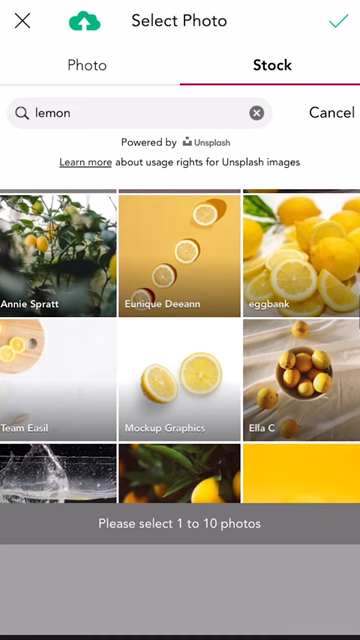 Select Photo
Photo
Stock
lemon
Cancel
Powered by Unsplash
Learn more about usage rights for Unsplash images
Annie Spratt
Eunique Deeann
eggbank
Team Easil
Mockup Graphics
Ella C
Please select 1 to 10 photos